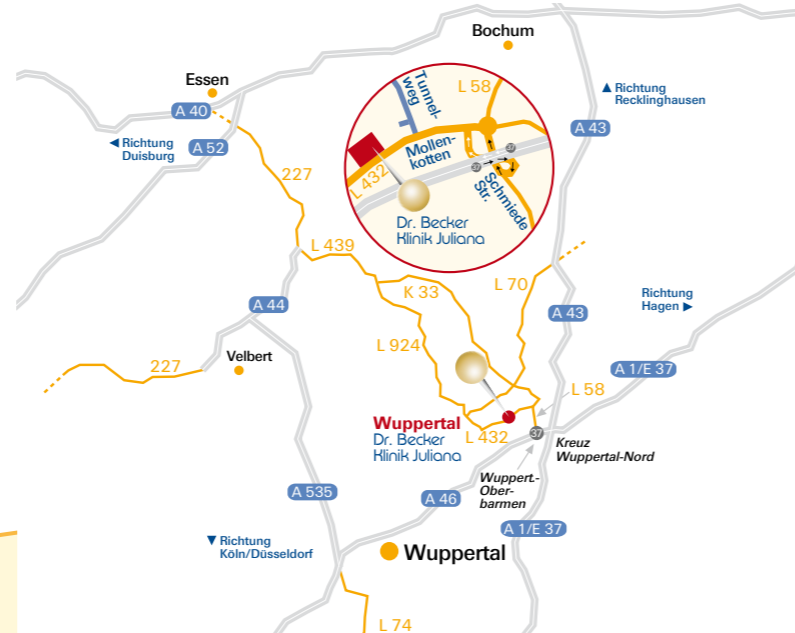 Bochum
Essen
A 40
◄ Richtung
Duisburg
A 52
227
L 439
Tunnel-
weg
L 58
Mollen-
kotten
L 432
37
37
Schmiede
Str.
Dr. Becker
Klinik Juliana
▲ Richtung
Recklinghausen
A 43
K 33
L 70
Richtung
Hagen ►
A 44
A 43
L 924
Velbert
227
A 1/E 37
L 58
Wuppertal
Dr. Becker
Klinik Juliana
L 432
37
Kreuz
Wuppertal-Nord
Wuppert.-
Ober-
barmen
A 535
A 46
A 1/E 37
▼ Richtung
Köln/Düsseldorf
Wuppertal
L 74